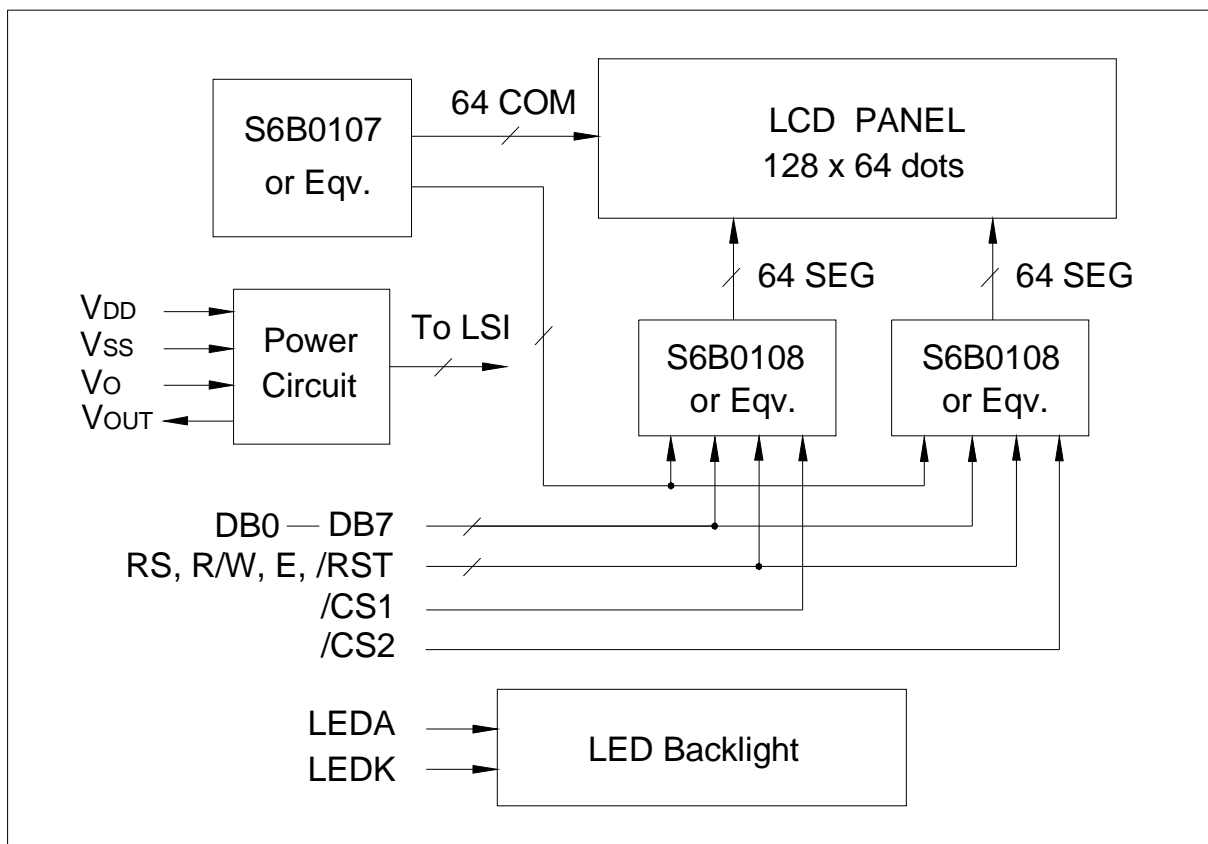 S6B0107
or Eqv.
64 COM
LCD PANEL
128 x 64 dots
64 SEG
64 SEG
VDD
VSS
VO
VOUT
Power
Circuit
To LSI
S6B0108
or Eqv.
S6B0108
or Eqv.
DB0 — DB7
RS, R/W, E, /RST
/CS1
/CS2
LEDA
LEDK
LED Backlight